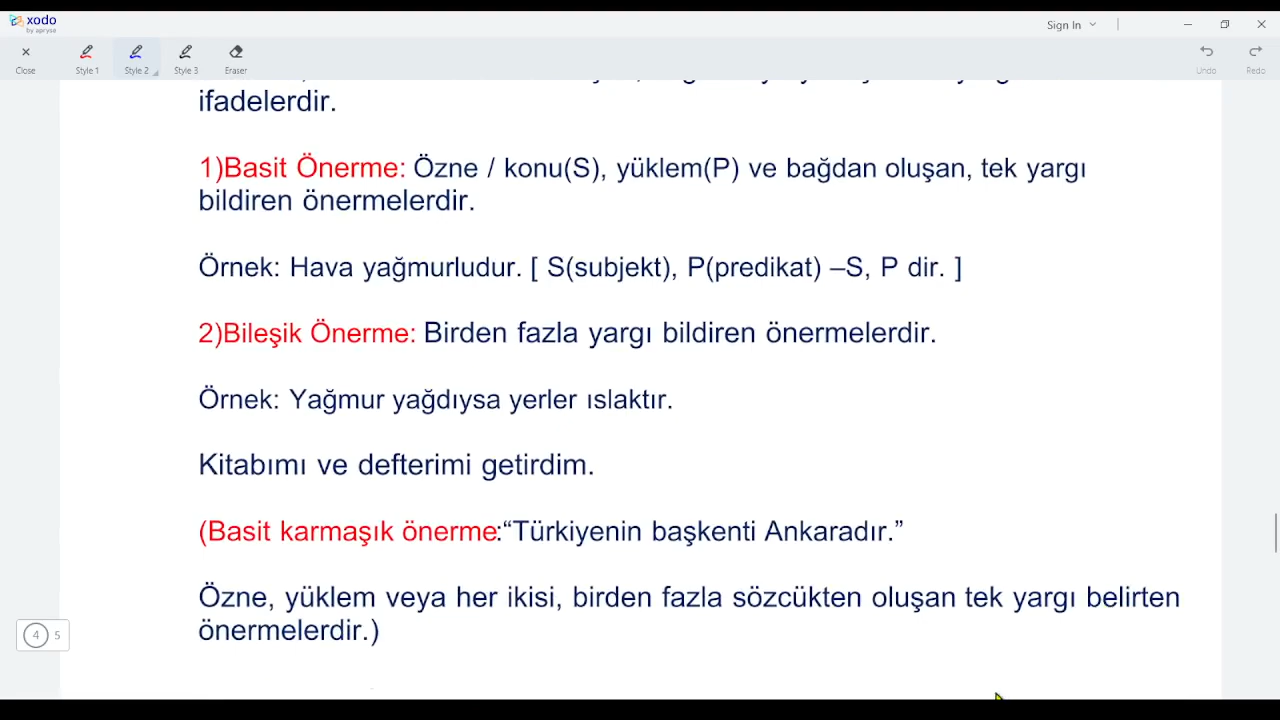 xodo
by apryse
Sign In
Close
Style 1
Style 2
Style 3
Eraser
Undo
Redo
ifadelerdir.
1)Basit Önerme: Özne / konu(S), yüklem(P) ve bağdan oluşan, tek yargı
bildiren önermelerdir.
Örnek: Hava yağmurludur. [ S(subjekt), P(predikat) –S, P dir. ]
2)Bileşik Önerme: Birden fazla yargı bildiren önermelerdir.
Örnek: Yağmur yağdıysa yerler ıslaktır.
Kitabımı ve defterimi getirdim.
(Basit karmaşık önerme:“Türkiyenin başkenti Ankaradır.”
Özne, yüklem veya her ikisi, birden fazla sözcükten oluşan tek yargı belirten
önermelerdir.)
4 5